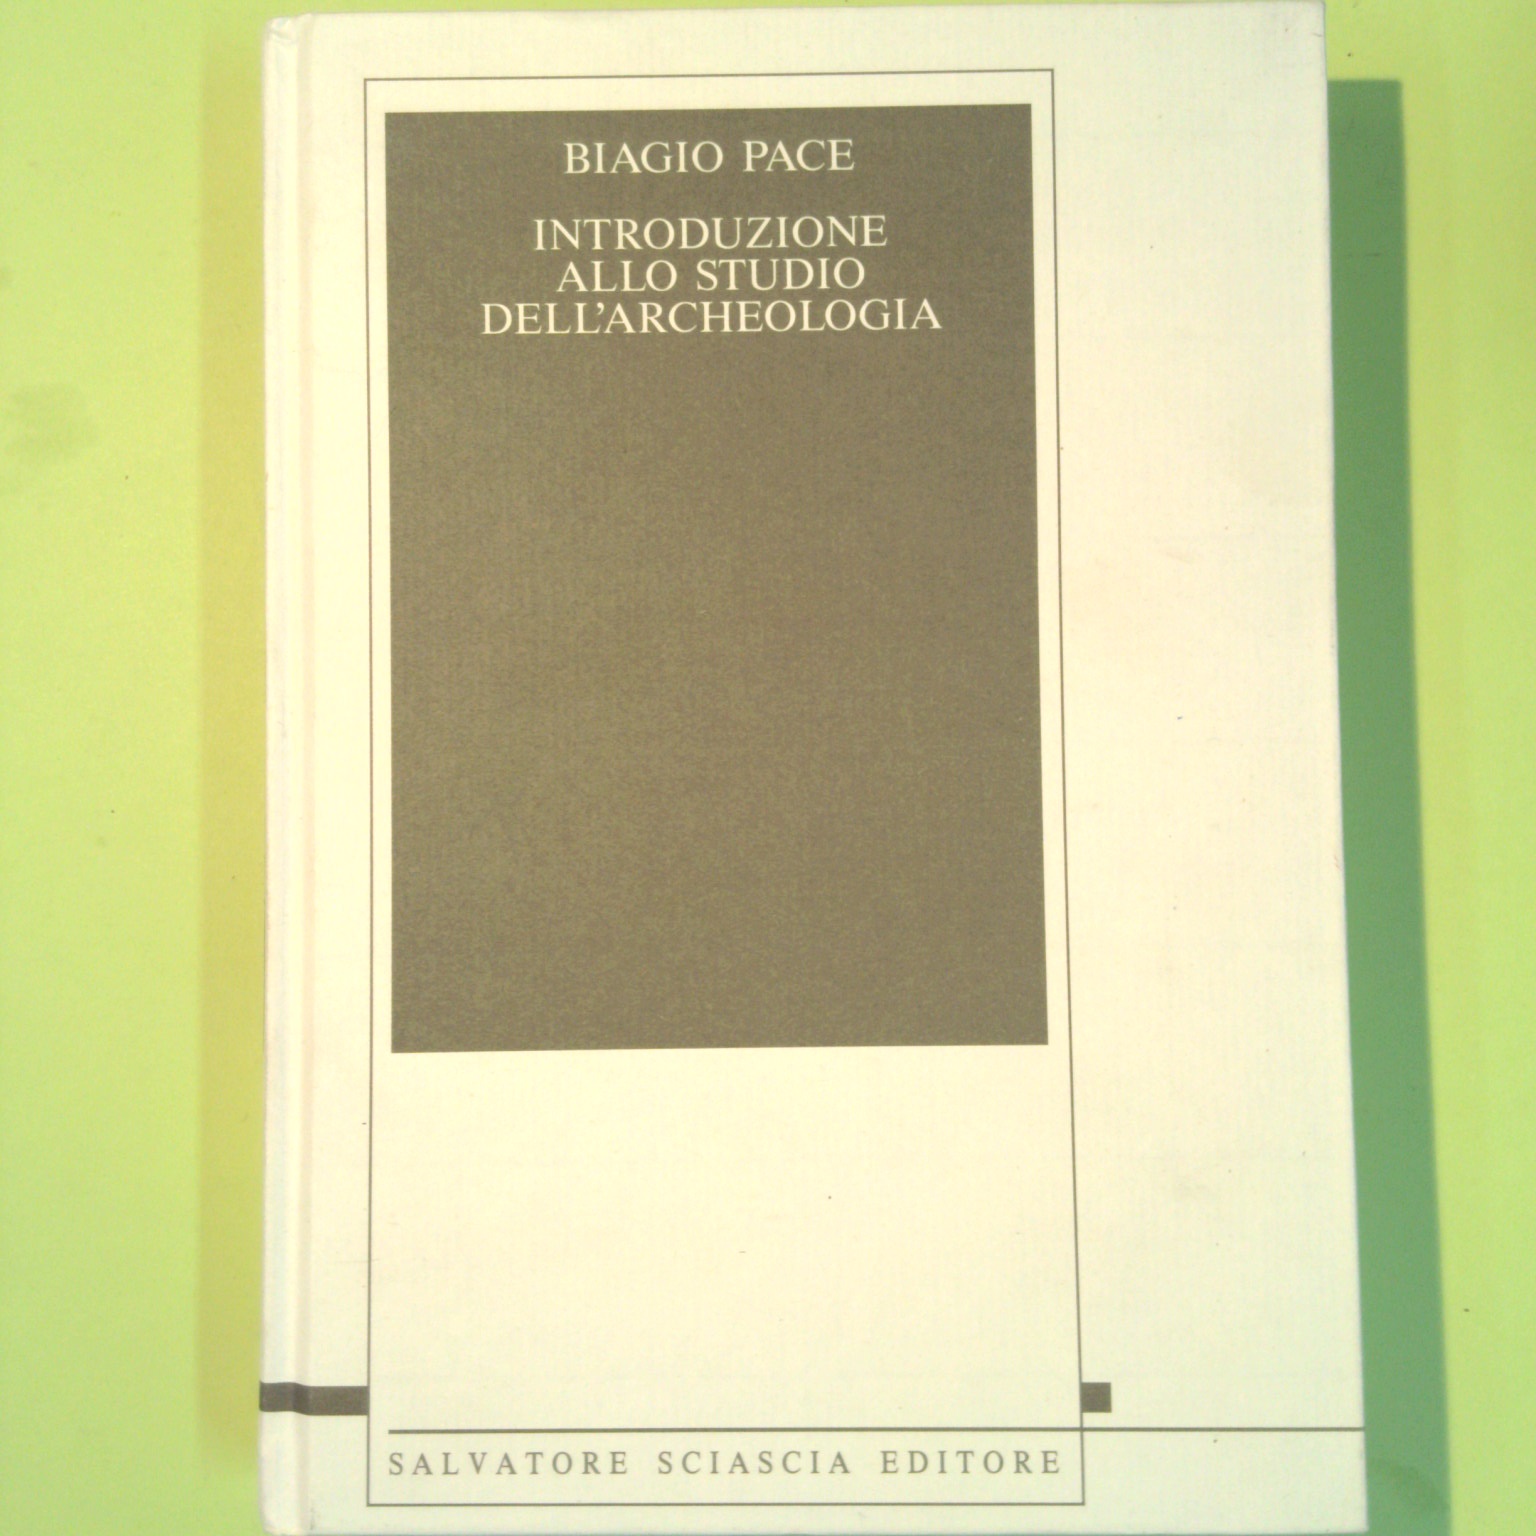 BIAGIO PACE
INTRODUZIONE
ALLO STUDIO
DELL'ARCHEOLOGIA
SALVATORE SCIASCIA EDITORE